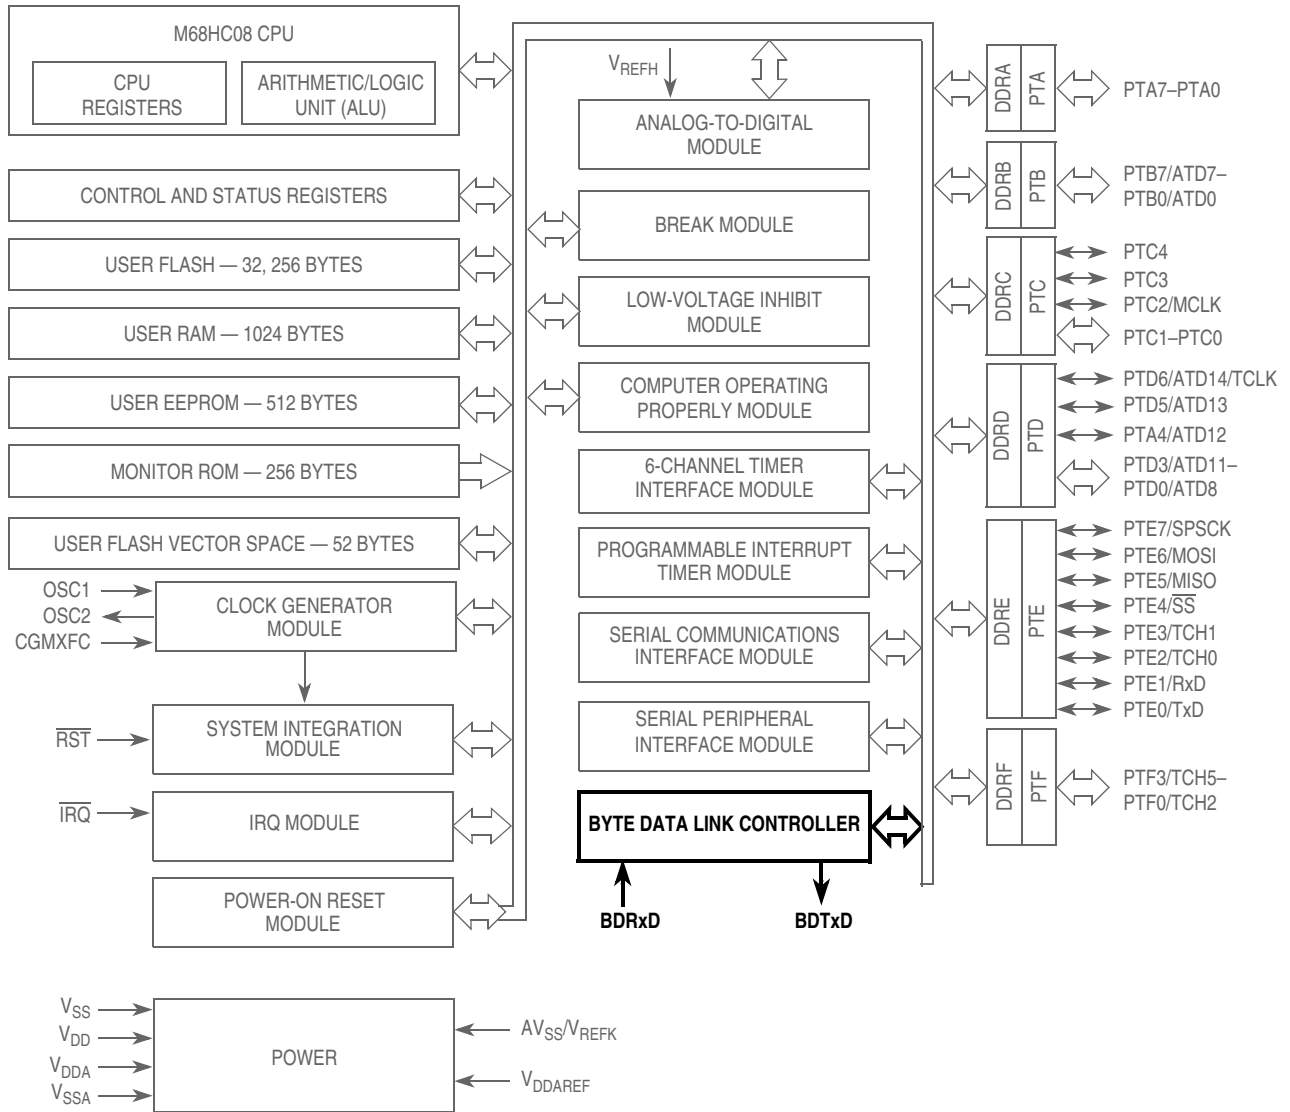 M68HC08 CPU
CPU
REGISTERS
ARITHMETIC/LOGIC
UNIT (ALU)
CONTROL AND STATUS REGISTERS
USER FLASH — 32, 256 BYTES
USER RAM — 1024 BYTES
USER EEPROM — 512 BYTES
MONITOR ROM — 256 BYTES
USER FLASH VECTOR SPACE — 52 BYTES
OSC1
OSC2
CGMXFC
CLOCK GENERATOR
MODULE
RST
SYSTEM INTEGRATION
MODULE
IRQ
IRQ MODULE
POWER-ON RESET
MODULE
VSS
VDD
VDDA
VSSA
POWER
AVSS/VREFK
VDDAREF
VREFH
ANALOG-TO-DIGITAL
MODULE
BREAK MODULE
LOW-VOLTAGE INHIBIT
MODULE
COMPUTER OPERATING
PROPERLY MODULE
6-CHANNEL TIMER
INTERFACE MODULE
PROGRAMMABLE INTERRUPT
TIMER MODULE
SERIAL COMMUNICATIONS
INTERFACE MODULE
SERIAL PERIPHERAL
INTERFACE MODULE
BYTE DATA LINK CONTROLLER
BDRxD
BDTxD
DDRA
PTA
PTA7–PTA0
DDRB
PTB
PTB7/ATD7–
PTB0/ATD0
DDRC
PTC
PTC4
PTC3
PTC2/MCLK
PTC1–PTC0
DDRD
PTD
PTD6/ATD14/TCLK
PTD5/ATD13
PTA4/ATD12
PTD3/ATD11–
PTD0/ATD8
DDRE
PTE
PTE7/SPSCK
PTE6/MOSI
PTE5/MISO
PTE4/SS
PTE3/TCH1
PTE2/TCH0
PTE1/RxD
PTE0/TxD
DDRF
PTF
PTF3/TCH5–
PTF0/TCH2